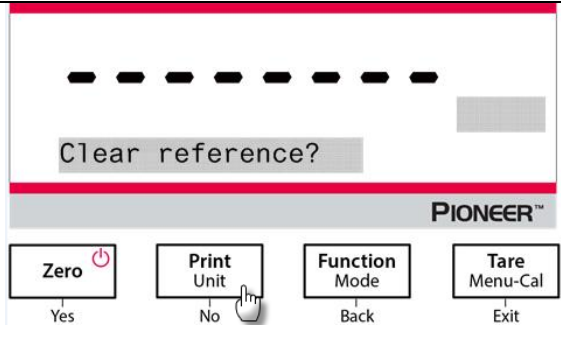 --------
Clear reference?
PIONEER™
Zero Print Function Tare
Unit Mode Menu-Cal
Yes No Back Exit